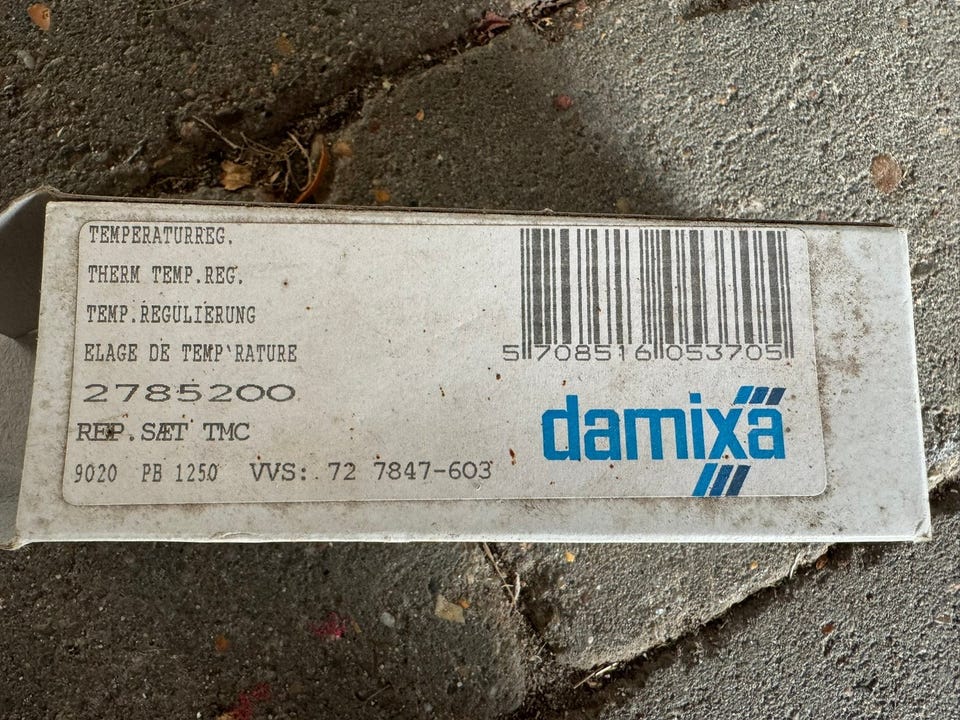 TEMPERATURREG.
THERM TEMP.REG.
TEMP.REGULIERUNG
ELAGE DE TEMP'RATURE
2785200
REP.SÆT TMC
9020 PB 1250 VVS: 72 7847-603
5 708516 053705
damixa